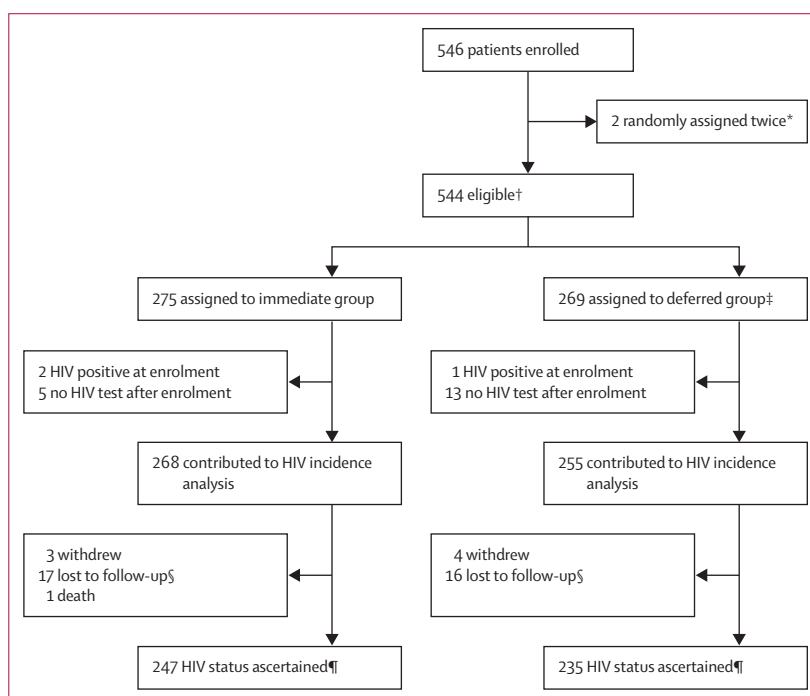 546 patients enrolled
2 randomly assigned twice*
544 eligible†
275 assigned to immediate group
269 assigned to deferred group‡
2 HIV positive at enrolment
5 no HIV test after enrolment
1 HIV positive at enrolment
13 no HIV test after enrolment
268 contributed to HIV incidence
analysis
255 contributed to HIV incidence
analysis
3 withdrew
17 lost to follow-up§
1 death
4 withdrew
16 lost to follow-up§
247 HIV status ascertained¶
235 HIV status ascertained¶